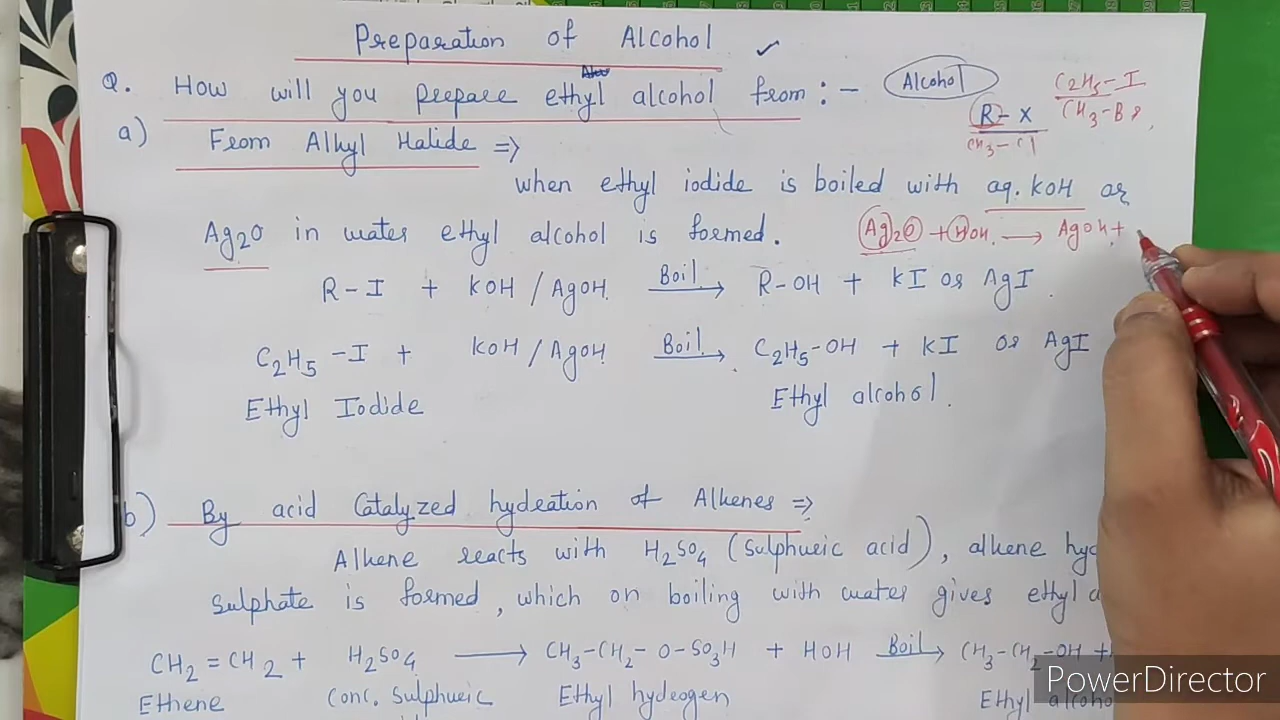 Preparation of Alcohol ✓
Q. How will you prepare ethyl alcohol from : - Alcohol
C2H5-I
R-X CH3-Br,
CH3-Cl
a) From Alkyl Halide =>
when ethyl iodide is boiled with aq. KOH or
Ag2O in water ethyl alcohol is formed. Ag2O + HOH. → AgOH +
R-I + KOH / AgOH Boil → R-OH + KI or AgI.
C2H5-I + KOH / AgOH Boil → C2H5-OH + KI or AgI
Ethyl Iodide Ethyl alcohol.
b) By acid Catalyzed hydration of Alkenes =>
Alkene reacts with H2SO4 (Sulphuric acid), alkene hyd
Sulphate is formed, which on boiling with water gives ethyl a
CH2=CH2 + H2SO4 → CH3-CH2-O-SO3H + HOH Boil → CH3-CH2-OH +
Ethene Conc. Sulphuric Ethyl hydrogen Ethyl alcoho
PowerDirector